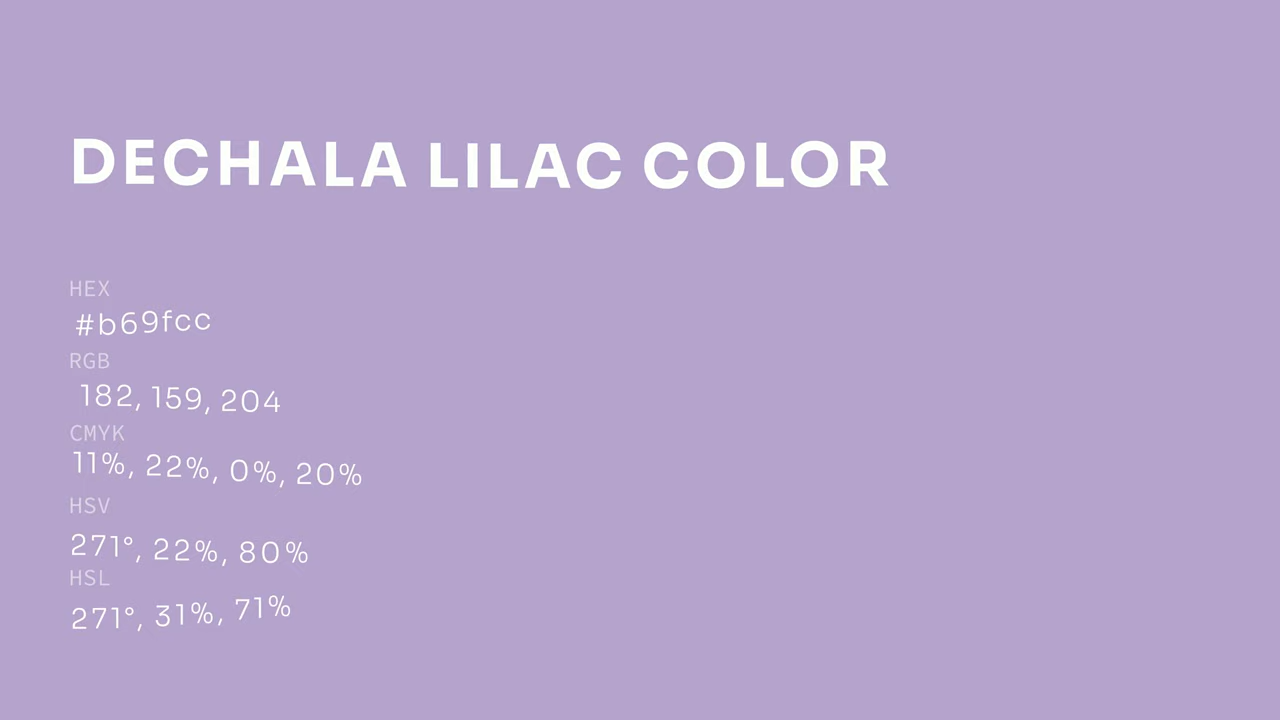 DECHALA LILAC COLOR
HEX
#b69fcc
RGB
182, 159, 204
CMYK
11%, 22%, 0%, 20%
HSV
271°, 22%, 80%
HSL
271°, 31%, 71%